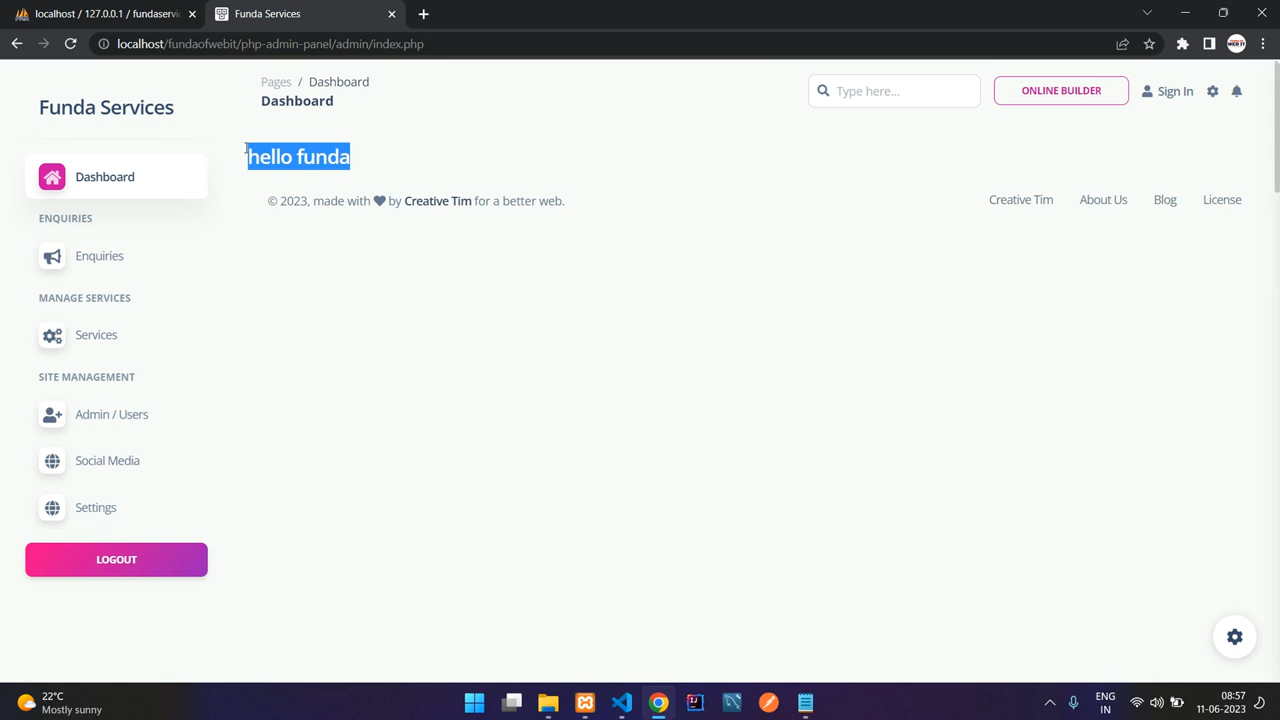 localhost / 127.0.0.1 / fundaservi
Funda Services
localhost/fundaofwebit/php-admin-panel/admin/index.php
Funda Services
Pages / Dashboard
Dashboard
Type here...
ONLINE BUILDER
Sign In
hello funda
Dashboard
© 2023, made with ♥ by Creative Tim for a better web.
Creative Tim About Us Blog License
ENQUIRIES
Enquiries
MANAGE SERVICES
Services
SITE MANAGEMENT
Admin / Users
Social Media
Settings
LOGOUT
22°C
Mostly sunny
ENG
IN
08:57
11-06-2023